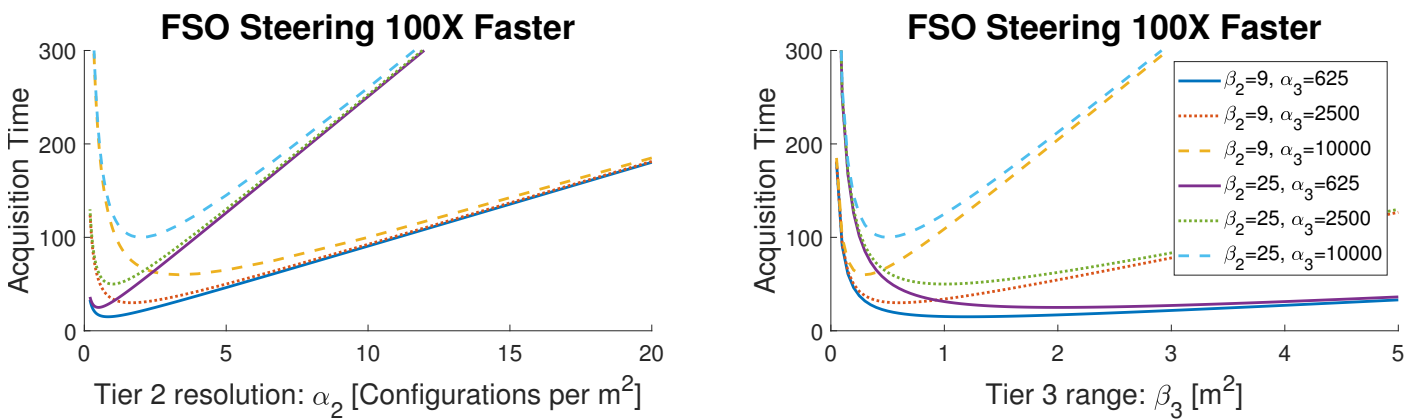 FSO Steering 100X Faster
300
200
100
0
Acquisition Time
0 5 10 15 20
Tier 2 resolution: α₂ [Configurations per m²]
FSO Steering 100X Faster
300
200
100
0
Acquisition Time
0 1 2 3 4 5
Tier 3 range: β₃ [m²]
β₂=9, α₃=625
β₂=9, α₃=2500
β₂=9, α₃=10000
β₂=25, α₃=625
β₂=25, α₃=2500
β₂=25, α₃=10000